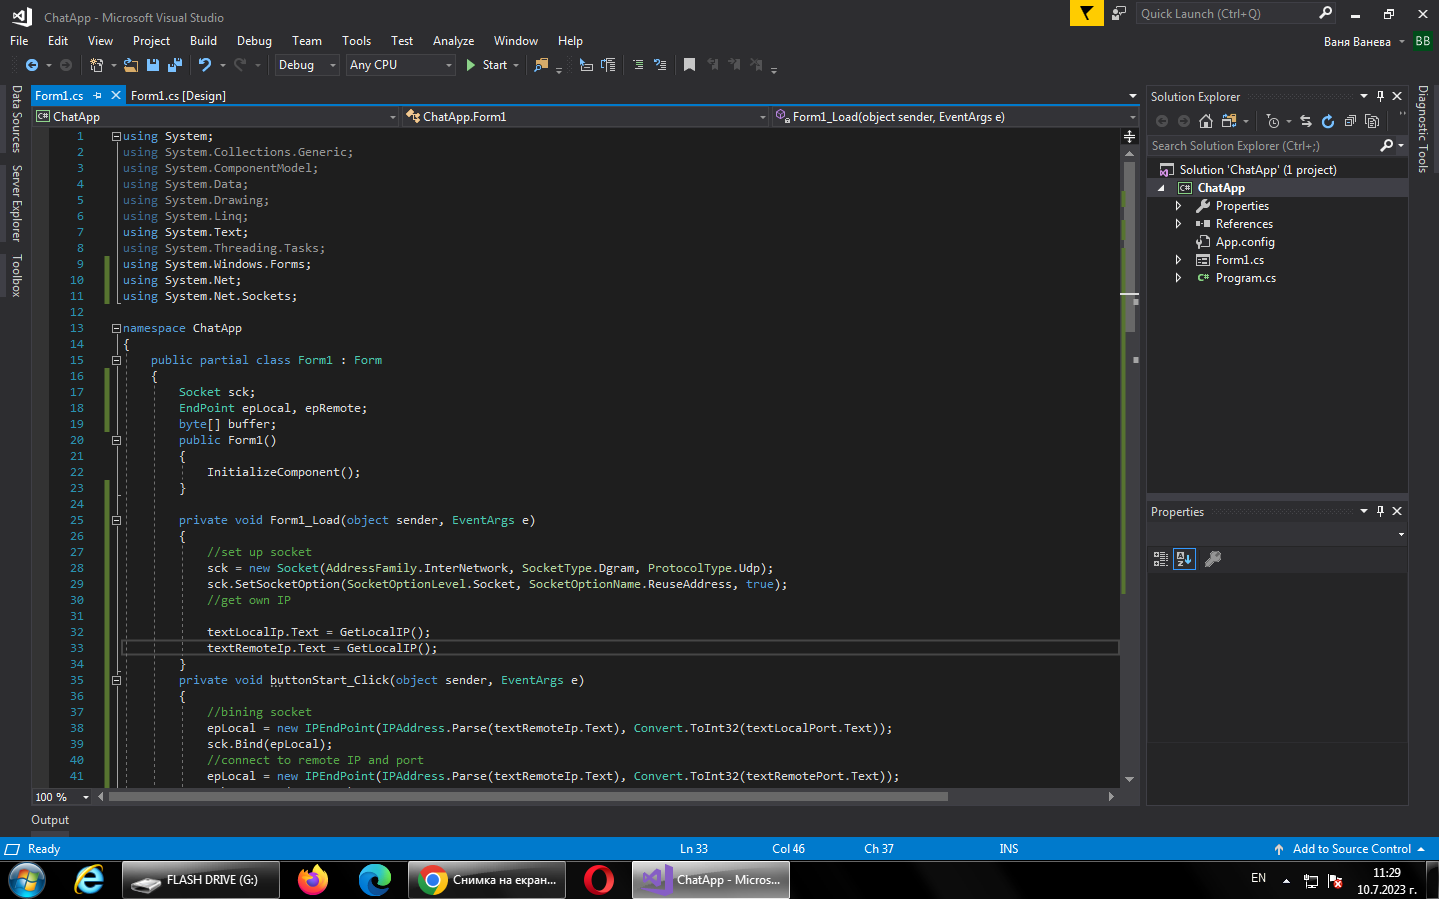 ChatApp - Microsoft Visual Studio
Quick Launch (Ctrl+Q)
File Edit View Project Build Debug Team Tools Test Analyze Window Help
Ваня Ванева BB
Debug Any CPU Start
Form1.cs Form1.cs [Design]
ChatApp ChatApp.Form1 Form1_Load(object sender, EventArgs e)
Data Sources
Server Explorer
Toolbox
1 using System;
2 using System.Collections.Generic;
3 using System.ComponentModel;
4 using System.Data;
5 using System.Drawing;
6 using System.Linq;
7 using System.Text;
8 using System.Threading.Tasks;
9 using System.Windows.Forms;
10 using System.Net;
11 using System.Net.Sockets;
12
13 namespace ChatApp
14 {
15 public partial class Form1 : Form
16 {
17 Socket sck;
18 EndPoint epLocal, epRemote;
19 byte[] buffer;
20 public Form1()
21 {
22 InitializeComponent();
23 }
24
25 private void Form1_Load(object sender, EventArgs e)
26 {
27 //set up socket
28 sck = new Socket(AddressFamily.InterNetwork, SocketType.Dgram, ProtocolType.Udp);
29 sck.SetSocketOption(SocketOptionLevel.Socket, SocketOptionName.ReuseAddress, true);
30 //get own IP
31
32 textLocalIp.Text = GetLocalIP();
33 textRemoteIp.Text = GetLocalIP();
34 }
35 private void buttonStart_Click(object sender, EventArgs e)
36 {
37 //bining socket
38 epLocal = new IPEndPoint(IPAddress.Parse(textRemoteIp.Text), Convert.ToInt32(textLocalPort.Text));
39 sck.Bind(epLocal);
40 //connect to remote IP and port
41 epLocal = new IPEndPoint(IPAddress.Parse(textRemoteIp.Text), Convert.ToInt32(textRemotePort.Text));
100 %
Solution Explorer
Search Solution Explorer (Ctrl+;)
Solution 'ChatApp' (1 project)
C# ChatApp
Properties
References
App.config
Form1.cs
C# Program.cs
Properties
Diagnostic Tools
Output
Ready Ln 33 Col 46 Ch 37 INS Add to Source Control
FLASH DRIVE (G:)
Снимка на екран...
ChatApp - Micros...
EN
11:29
10.7.2023 г.